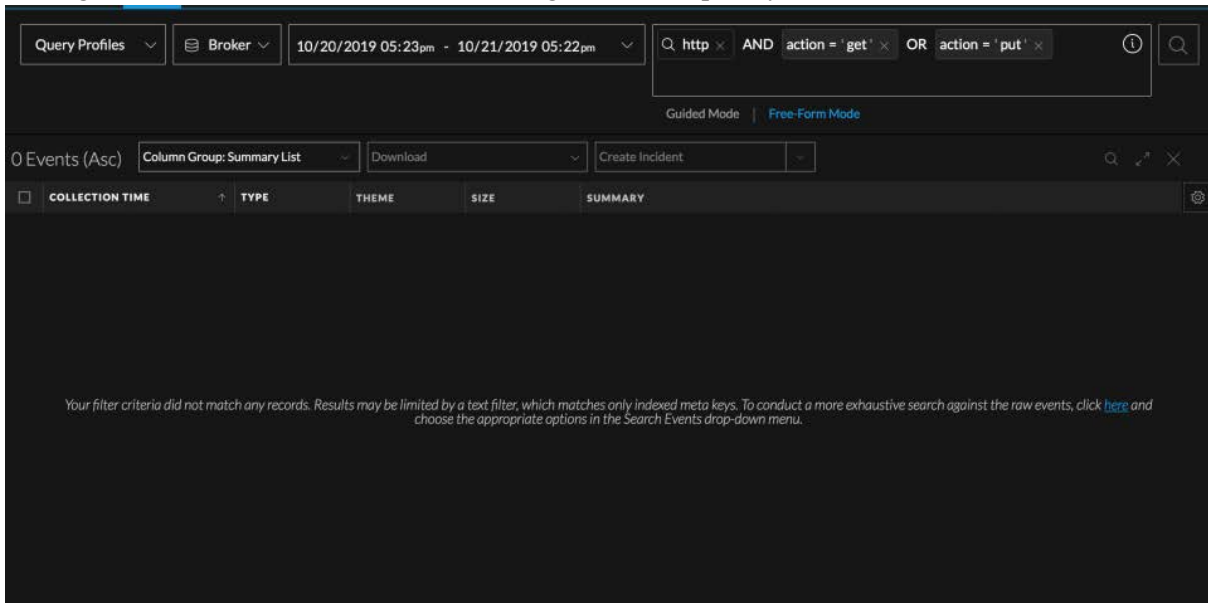 Query Profiles
Broker
10/20/2019 05:23pm - 10/21/2019 05:22pm
http × AND action = 'get' × OR action = 'put' ×
Guided Mode | Free-Form Mode
0 Events (Asc)
Column Group: Summary List
Download
Create Incident
COLLECTION TIME ↑ TYPE THEME SIZE SUMMARY
Your filter criteria did not match any records. Results may be limited by a text filter, which matches only indexed meta keys. To conduct a more exhaustive search against the raw events, click here and
choose the appropriate options in the Search Events drop-down menu.